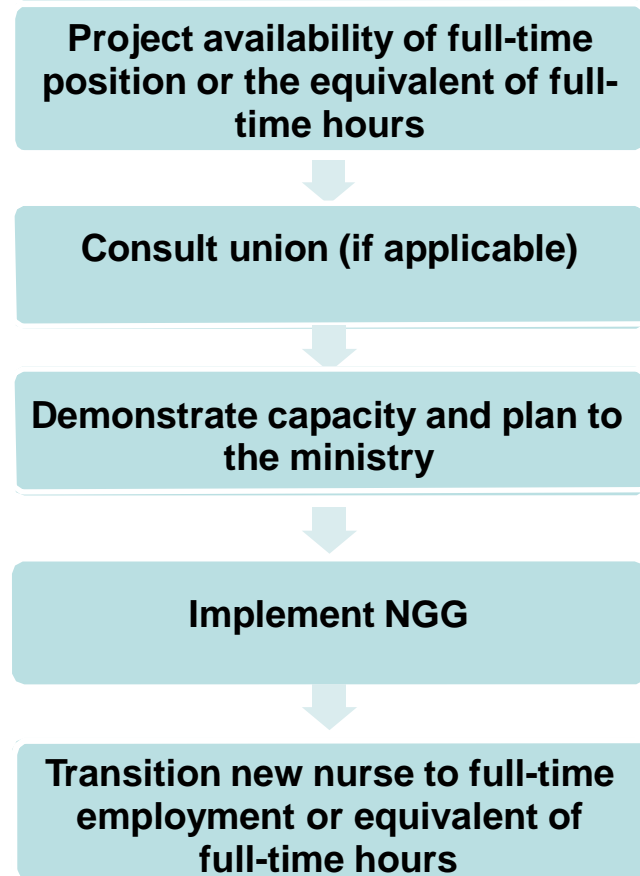 Project availability of full-time
position or the equivalent of full-
time hours
Consult union (if applicable)
Demonstrate capacity and plan to
the ministry
Implement NGG
Transition new nurse to full-time
employment or equivalent of
full-time hours